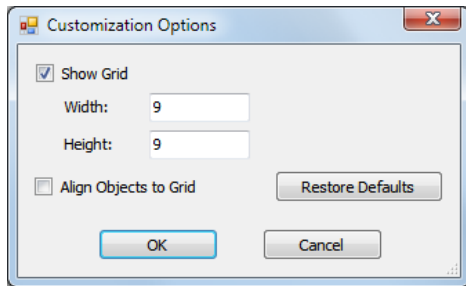 Customization Options
Show Grid
Width: 9
Height: 9
Align Objects to Grid Restore Defaults
OK Cancel